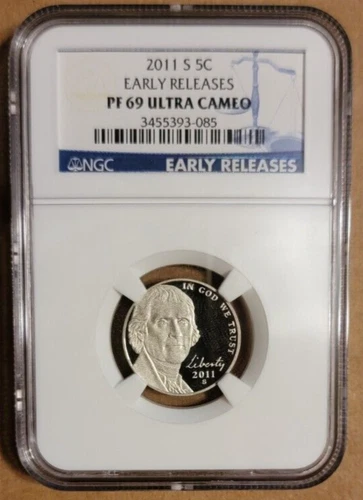 2011 S 5C
EARLY RELEASES
PF 69 ULTRA CAMEO
3455393-085
NGC
EARLY RELEASES
IN GOD WE TRUST
Liberty
2011
S